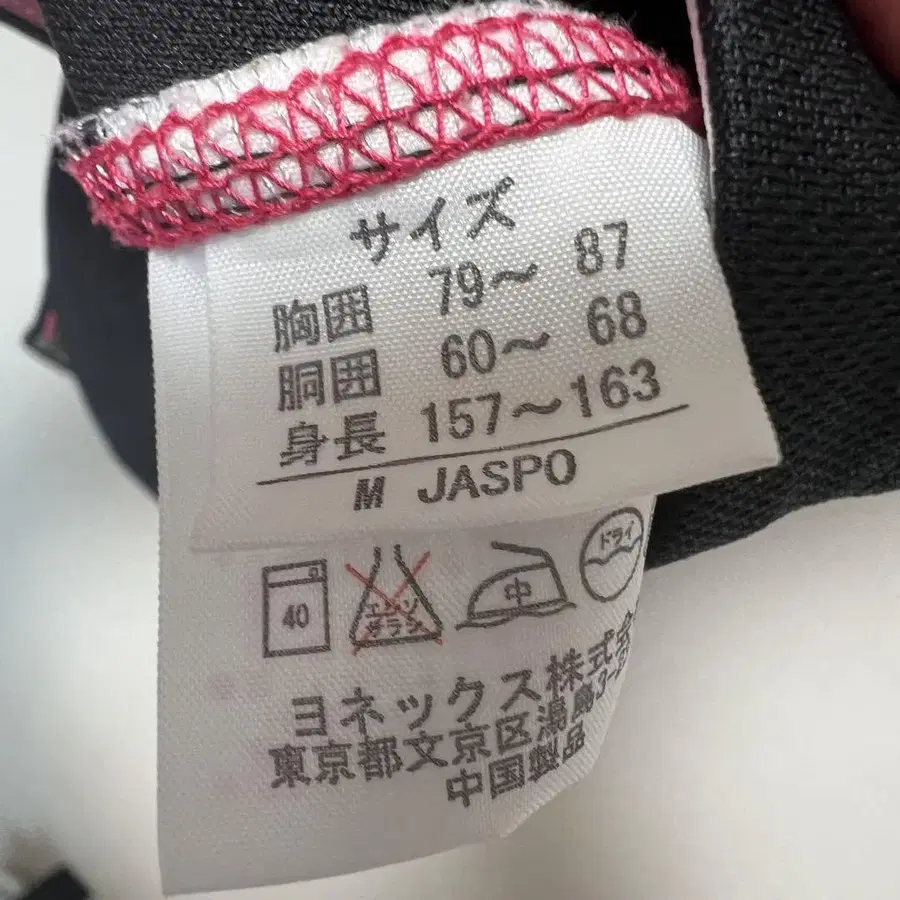 サイズ
胸囲 79〜 87
胴囲 60〜 68
身長 157〜163
M JASPO
40
エンソ
サラシ
中
ドライ
ヨネックス株式会
東京都文京区湯島3-
中国製品